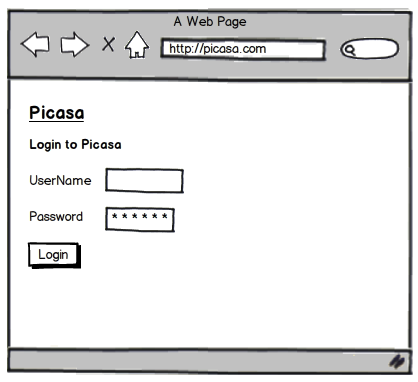 A Web Page
http://picasa.com
Picasa
Login to Picasa
UserName
Password ******
Login